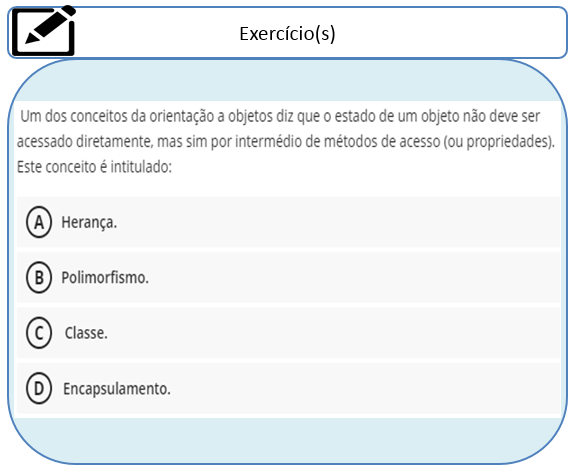 Exercício(s)
Um dos conceitos da orientação a objetos diz que o estado de um objeto não deve ser
acessado diretamente, mas sim por intermédio de métodos de acesso (ou propriedades).
Este conceito é intitulado:
A Herança.
B Polimorfismo.
C Classe.
D Encapsulamento.